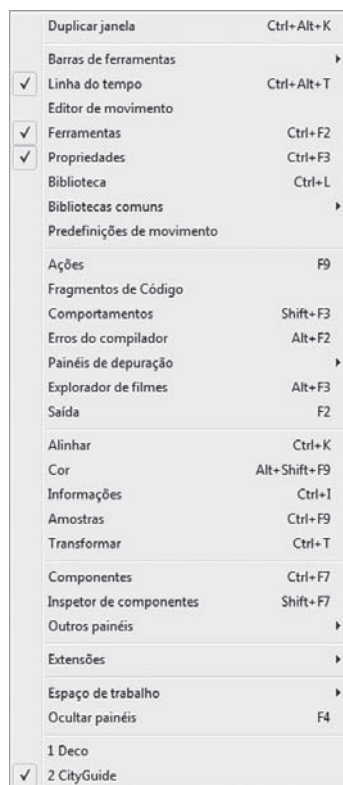 Duplicar janela Ctrl+Alt+K
Barras de ferramentas
Linha do tempo Ctrl+Alt+T
Editor de movimento
Ferramentas Ctrl+F2
Propriedades Ctrl+F3
Biblioteca Ctrl+L
Bibliotecas comuns
Predefinições de movimento
Ações F9
Fragmentos de Código
Comportamentos Shift+F3
Erros do compilador Alt+F2
Painéis de depuração
Explorador de filmes Alt+F3
Saída F2
Alinhar Ctrl+K
Cor Alt+Shift+F9
Informações Ctrl+I
Amostras Ctrl+F9
Transformar Ctrl+T
Componentes Ctrl+F7
Inspetor de componentes Shift+F7
Outros painéis
Extensões
Espaço de trabalho
Ocultar painéis F4
1 Deco
2 CityGuide